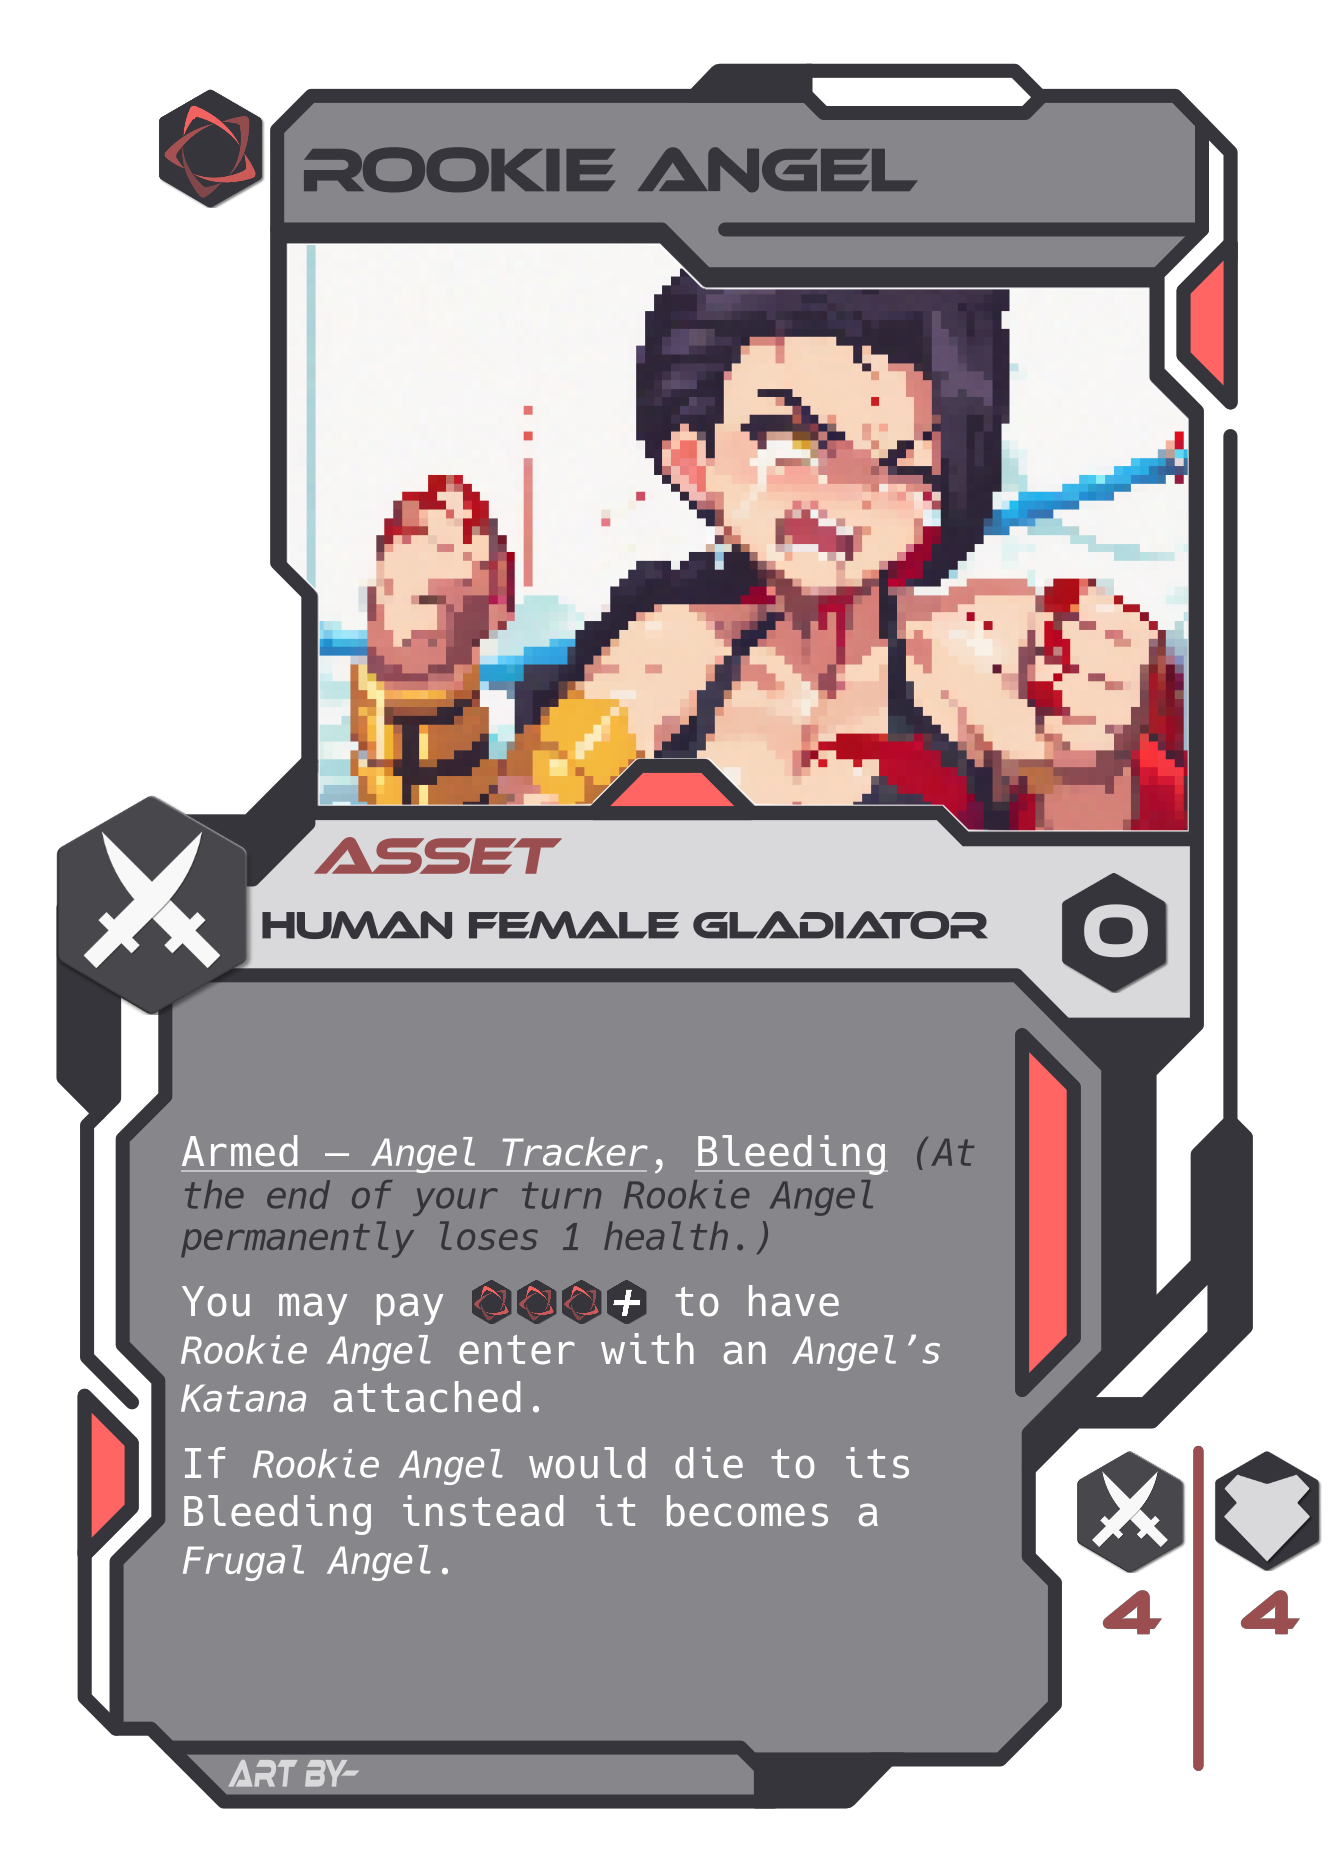 ROOKIE ANGEL
ASSET
HUMAN FEMALE GLADIATOR
0
Armed – Angel Tracker, Bleeding (At
the end of your turn Rookie Angel
permanently loses 1 health.)
You may pay + to have
Rookie Angel enter with an Angel’s
Katana attached.
If Rookie Angel would die to its
Bleeding instead it becomes a
Frugal Angel.
4 4
ART BY-